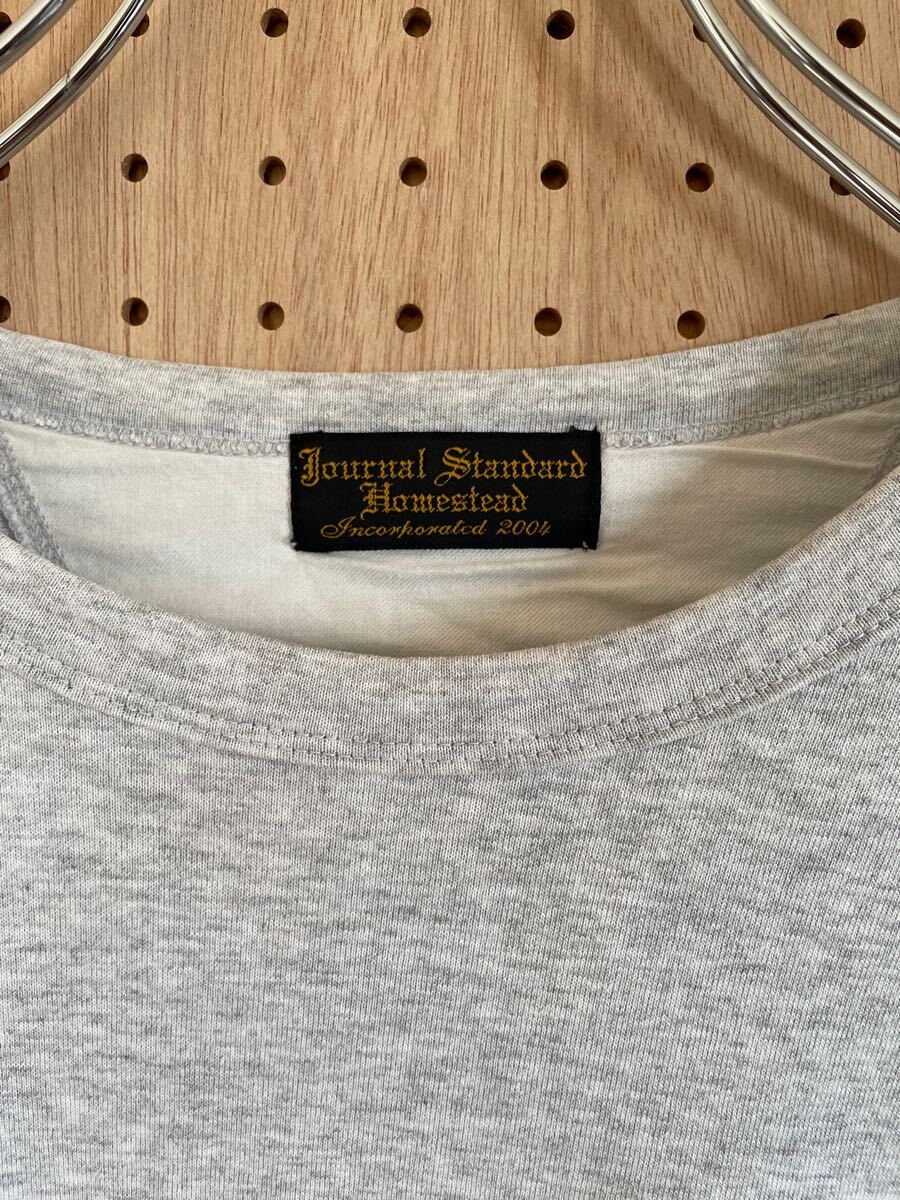 Journal Standard
Homestead
Incorporated 2004